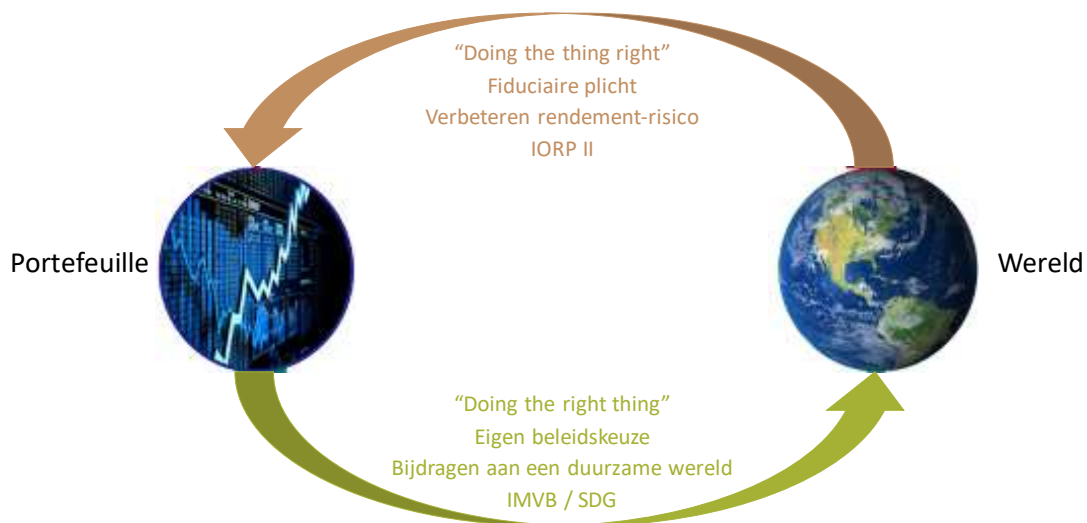 “Doing the thing right”
Fiduciaire plicht
Verbeteren rendement-risico
IORP II
Portefeuille
Wereld
“Doing the right thing”
Eigen beleidskeuze
Bijdragen aan een duurzame wereld
IMVB / SDG